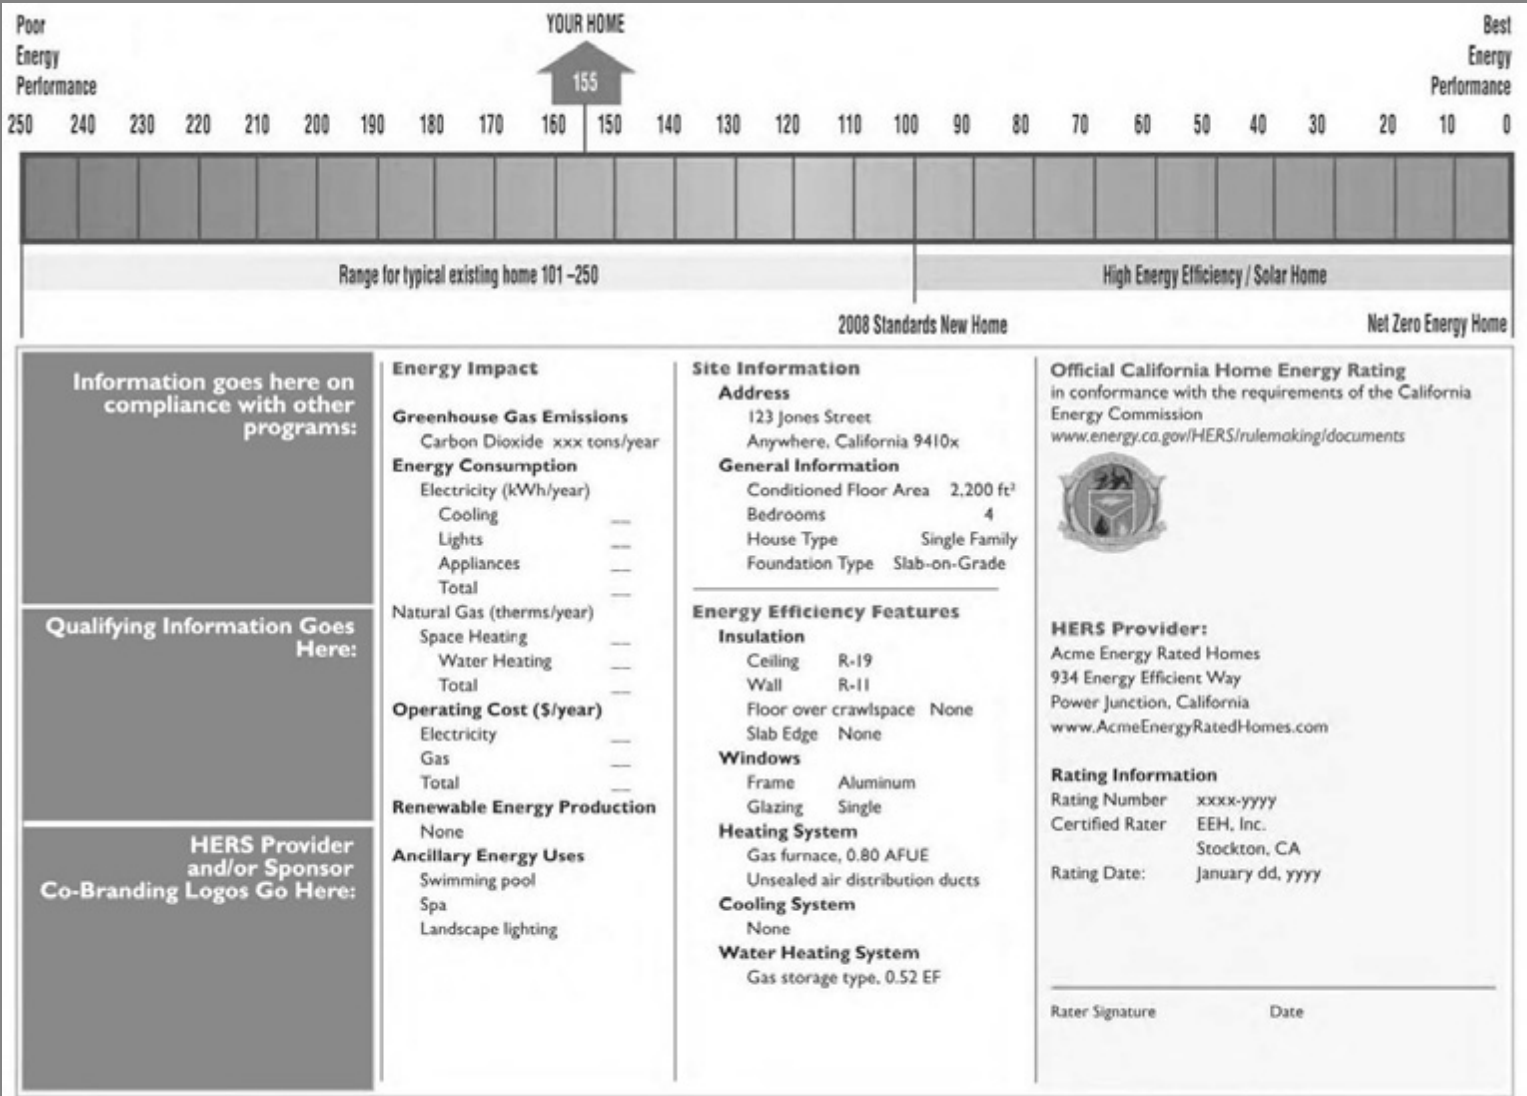 Poor
Energy
Performance
YOUR HOME
155
Best
Energy
Performance
250 240 230 220 210 200 190 180 170 160 150 140 130 120 110 100 90 80 70 60 50 40 30 20 10 0
Range for typical existing home 101 –250
High Energy Efficiency / Solar Home
2008 Standards New Home
Net Zero Energy Home
Information goes here on
compliance with other
programs:
Qualifying Information Goes
Here:
HERS Provider
and/or Sponsor
Co-Branding Logos Go Here:
Energy Impact
Greenhouse Gas Emissions
Carbon Dioxide xxx tons/year
Energy Consumption
Electricity (kWh/year)
Cooling __
Lights __
Appliances __
Total __
Natural Gas (therms/year)
Space Heating __
Water Heating __
Total __
Operating Cost ($/year)
Electricity __
Gas __
Total __
Renewable Energy Production
None
Ancillary Energy Uses
Swimming pool
Spa
Landscape lighting
Site Information
Address
123 Jones Street
Anywhere, California 9410x
General Information
Conditioned Floor Area 2,200 ft²
Bedrooms 4
House Type Single Family
Foundation Type Slab-on-Grade
Energy Efficiency Features
Insulation
Ceiling R-19
Wall R-11
Floor over crawlspace None
Slab Edge None
Windows
Frame Aluminum
Glazing Single
Heating System
Gas furnace, 0.80 AFUE
Unsealed air distribution ducts
Cooling System
None
Water Heating System
Gas storage type, 0.52 EF
Official California Home Energy Rating
in conformance with the requirements of the California
Energy Commission
www.energy.ca.gov/HERS/rulemaking/documents
HERS Provider:
Acme Energy Rated Homes
934 Energy Efficient Way
Power Junction, California
www.AcmeEnergyRatedHomes.com
Rating Information
Rating Number xxxx-yyyy
Certified Rater EEH, Inc.
Stockton, CA
Rating Date: January dd, yyyy
Rater Signature Date